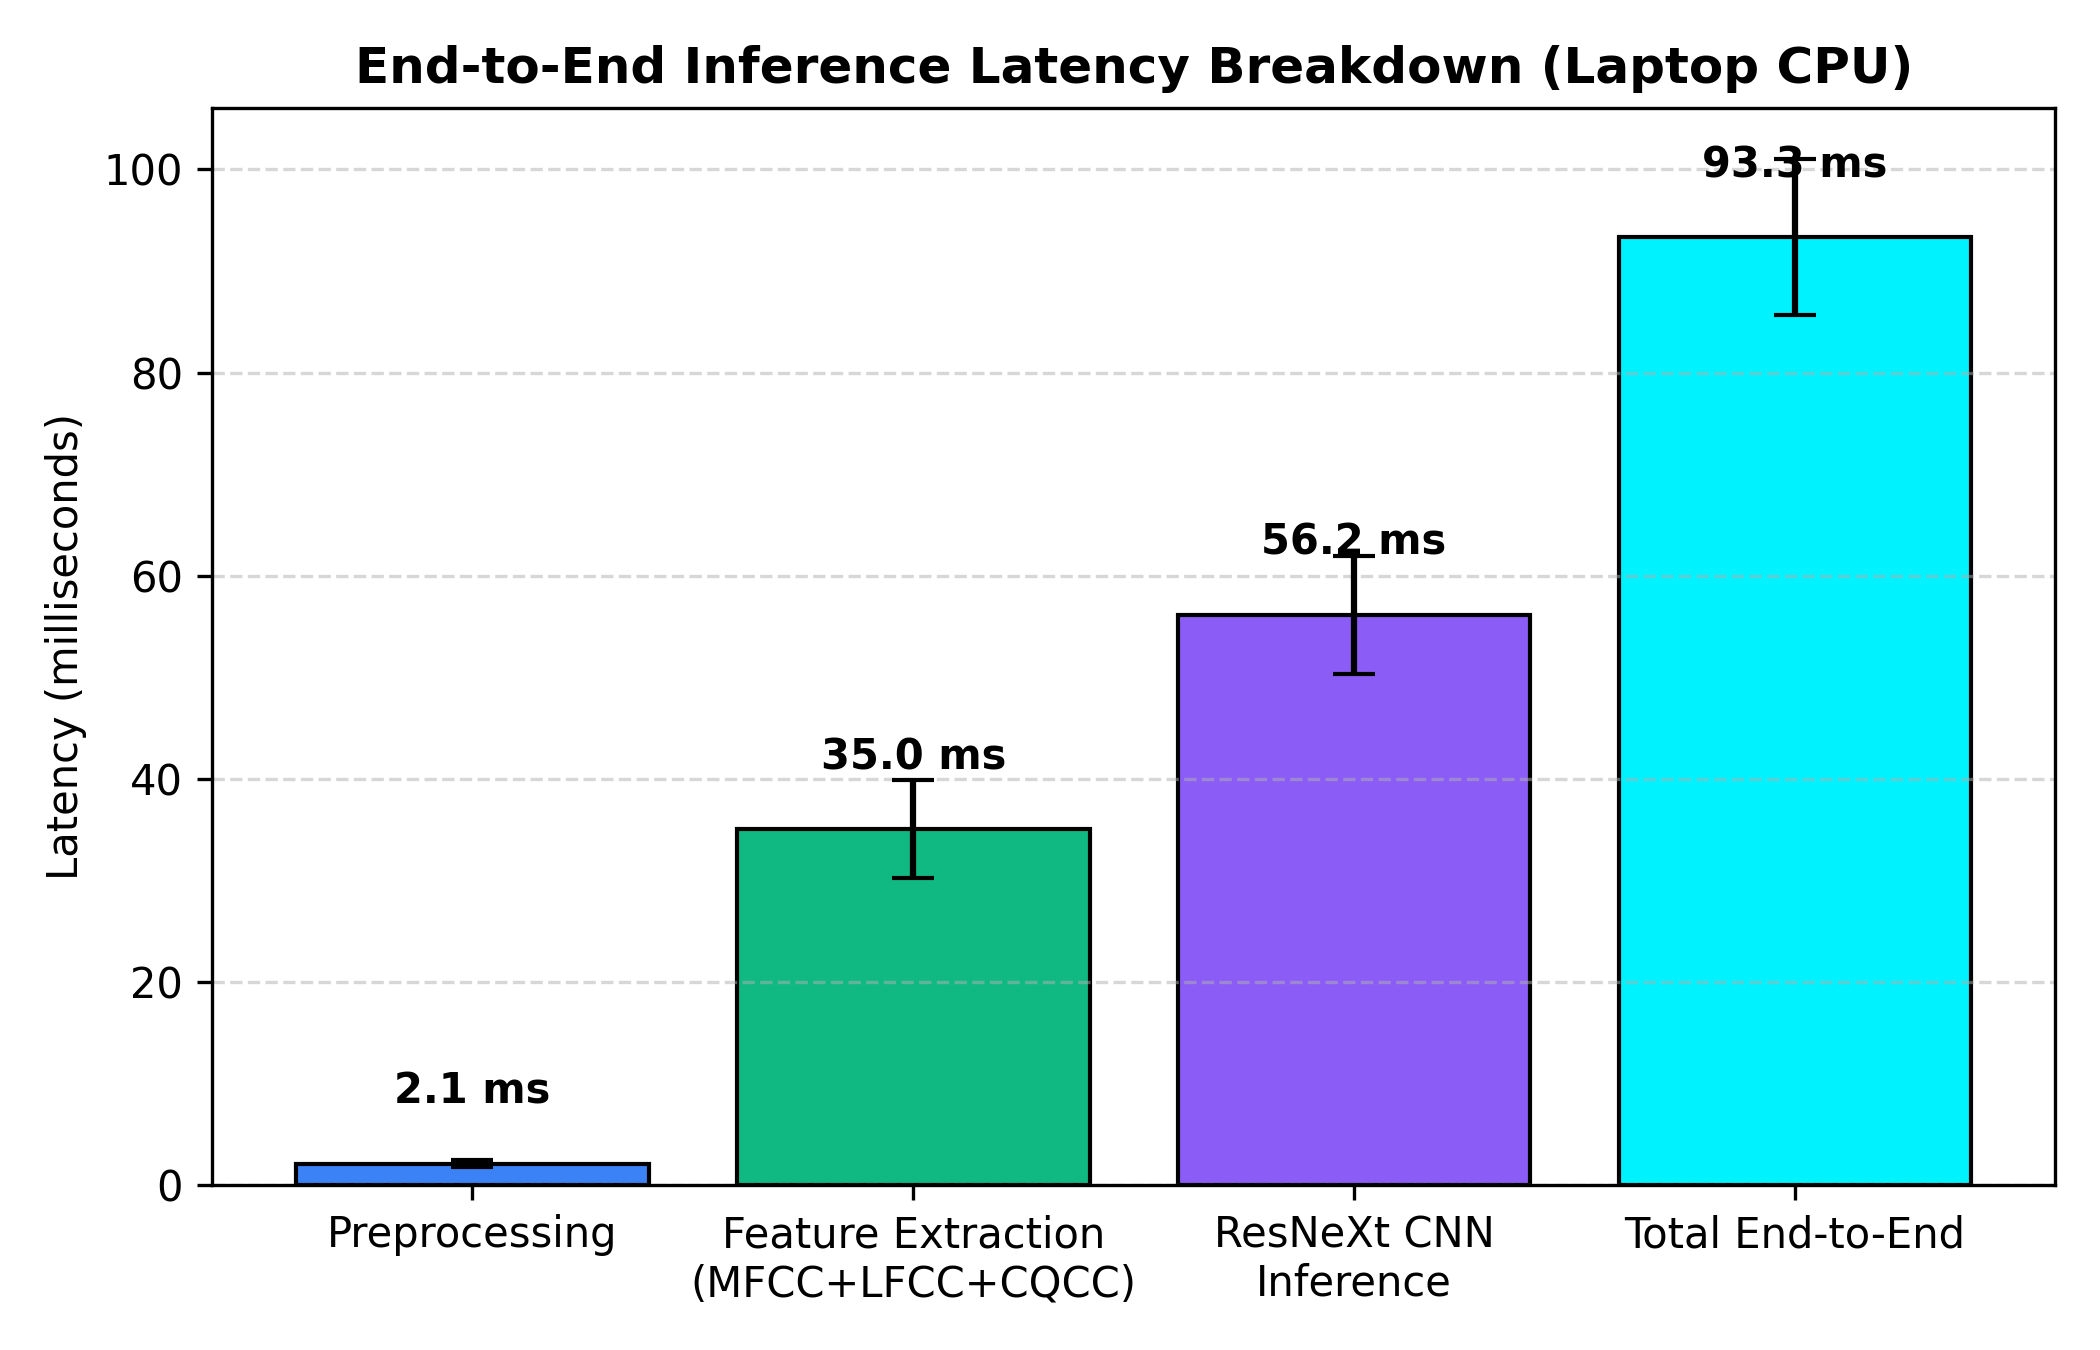 End-to-End Inference Latency Breakdown (Laptop CPU)
Latency (milliseconds)
100
80
60
40
20
0
2.1 ms
35.0 ms
56.2 ms
93.3 ms
Preprocessing
Feature Extraction
(MFCC+LFCC+CQCC)
ResNeXt CNN
Inference
Total End-to-End